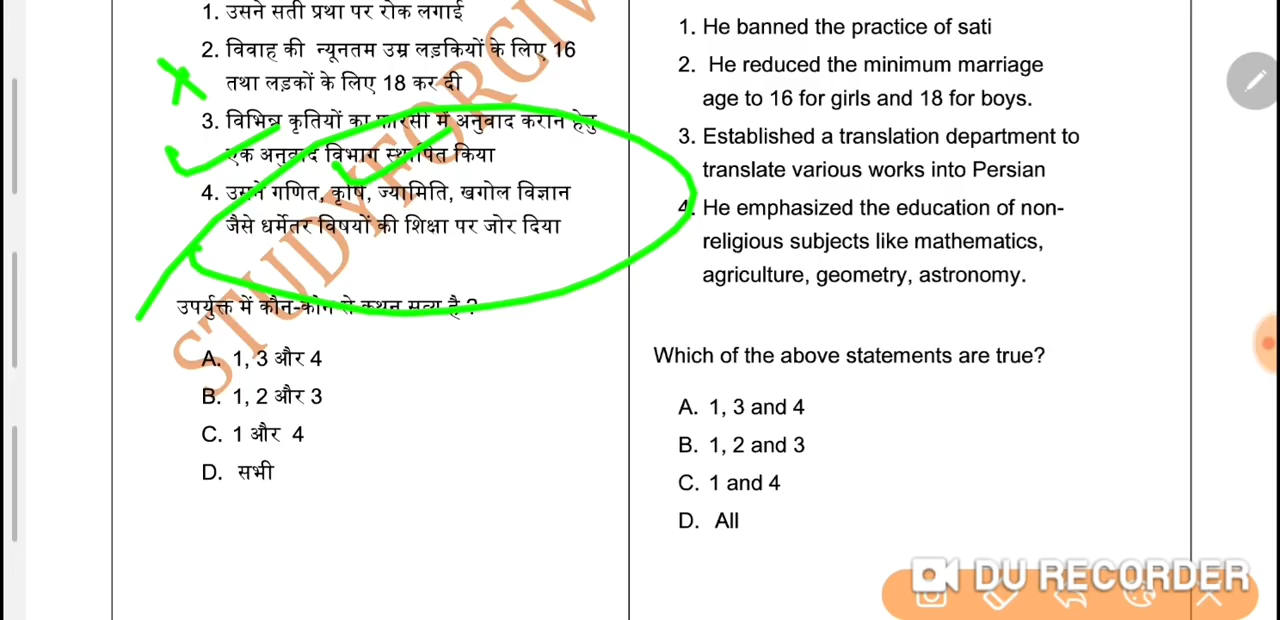 1. उसने सती प्रथा पर रोक लगाई
2. विवाह की न्यूनतम उम्र लड़कियों के लिए 16
तथा लड़कों के लिए 18 कर दी
3. विभिन्न कृतियों का फारसी में अनुवाद कराने हेतु
एक अनुवाद विभाग स्थापित किया
4. उसने गणित, कृषि, ज्यामिति, खगोल विज्ञान
जैसे धर्मेतर विषयों की शिक्षा पर जोर दिया
उपर्युक्त में कौन-कौन से कथन सत्य है ?
A. 1, 3 और 4
B. 1, 2 और 3
C. 1 और 4
D. सभी
1. He banned the practice of sati
2. He reduced the minimum marriage
age to 16 for girls and 18 for boys.
3. Established a translation department to
translate various works into Persian
4. He emphasized the education of non-
religious subjects like mathematics,
agriculture, geometry, astronomy.
Which of the above statements are true?
A. 1, 3 and 4
B. 1, 2 and 3
C. 1 and 4
D. All
STUDYFORCIV
DU RECORDER